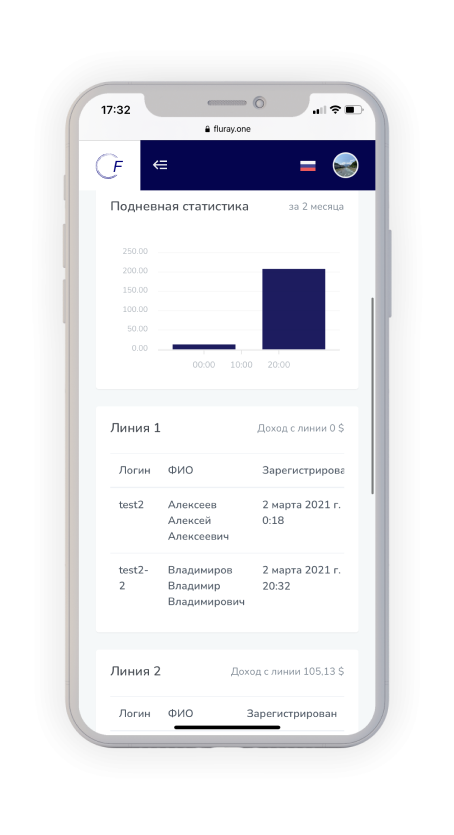 17:32
fluray.one
F
Подневная статистика за 2 месяца
250.00
200.00
150.00
100.00
50.00
0.00
00:00 10:00 20:00
Линия 1 Доход с линии 0 $
Логин ФИО Зарегистрирова
test2 Алексеев 2 марта 2021 г.
Алексей 0:18
Алексеевич
test2- Владимиров 2 марта 2021 г.
2 Владимир 20:32
Владимирович
Линия 2 Доход с линии 105,13 $
Логин ФИО Зарегистрирован